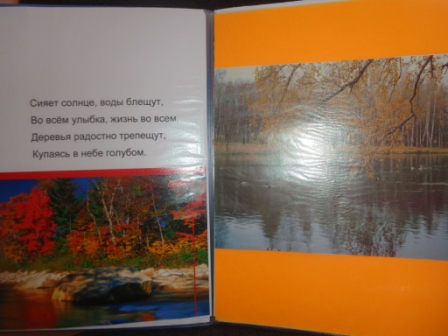 Сияет солнце, воды блещут,
Во всём улыбка, жизнь во всем
Деревья радостно трепещут,
Купаясь в небе голубом.